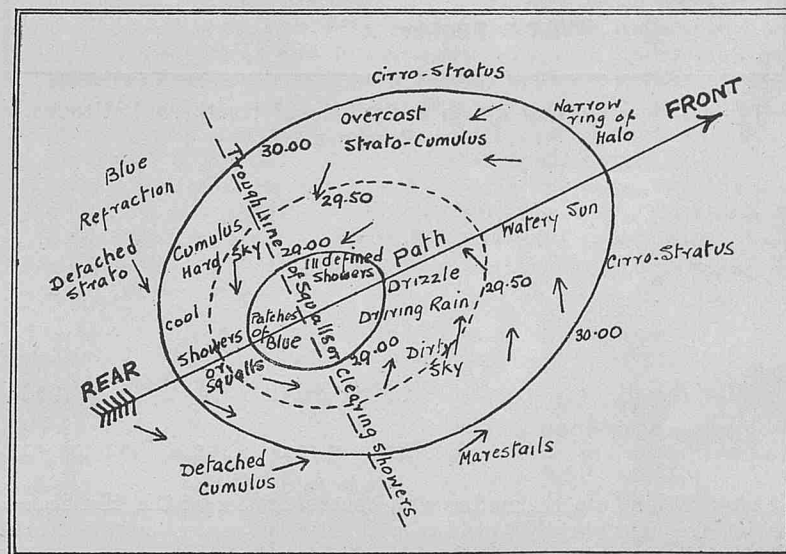 Cirro-Stratus
FRONT
Narrow
ring of
Halo
Overcast
Strato-Cumulus
30.00
Blue
Refraction
Detached
Strato
Trough Line of Squalls or Clearing Showers
29.50
Cumulus
Hard Sky
29.00
Ill defined
Showers
Path
Watery Sun
Cirro-Stratus
Drizzle
29.50
Driving Rain
cool
Patches
of
Blue
30.00
Showers
or
Squalls
29.00
Dirty
Sky
REAR
Marestails
Detached
Cumulus